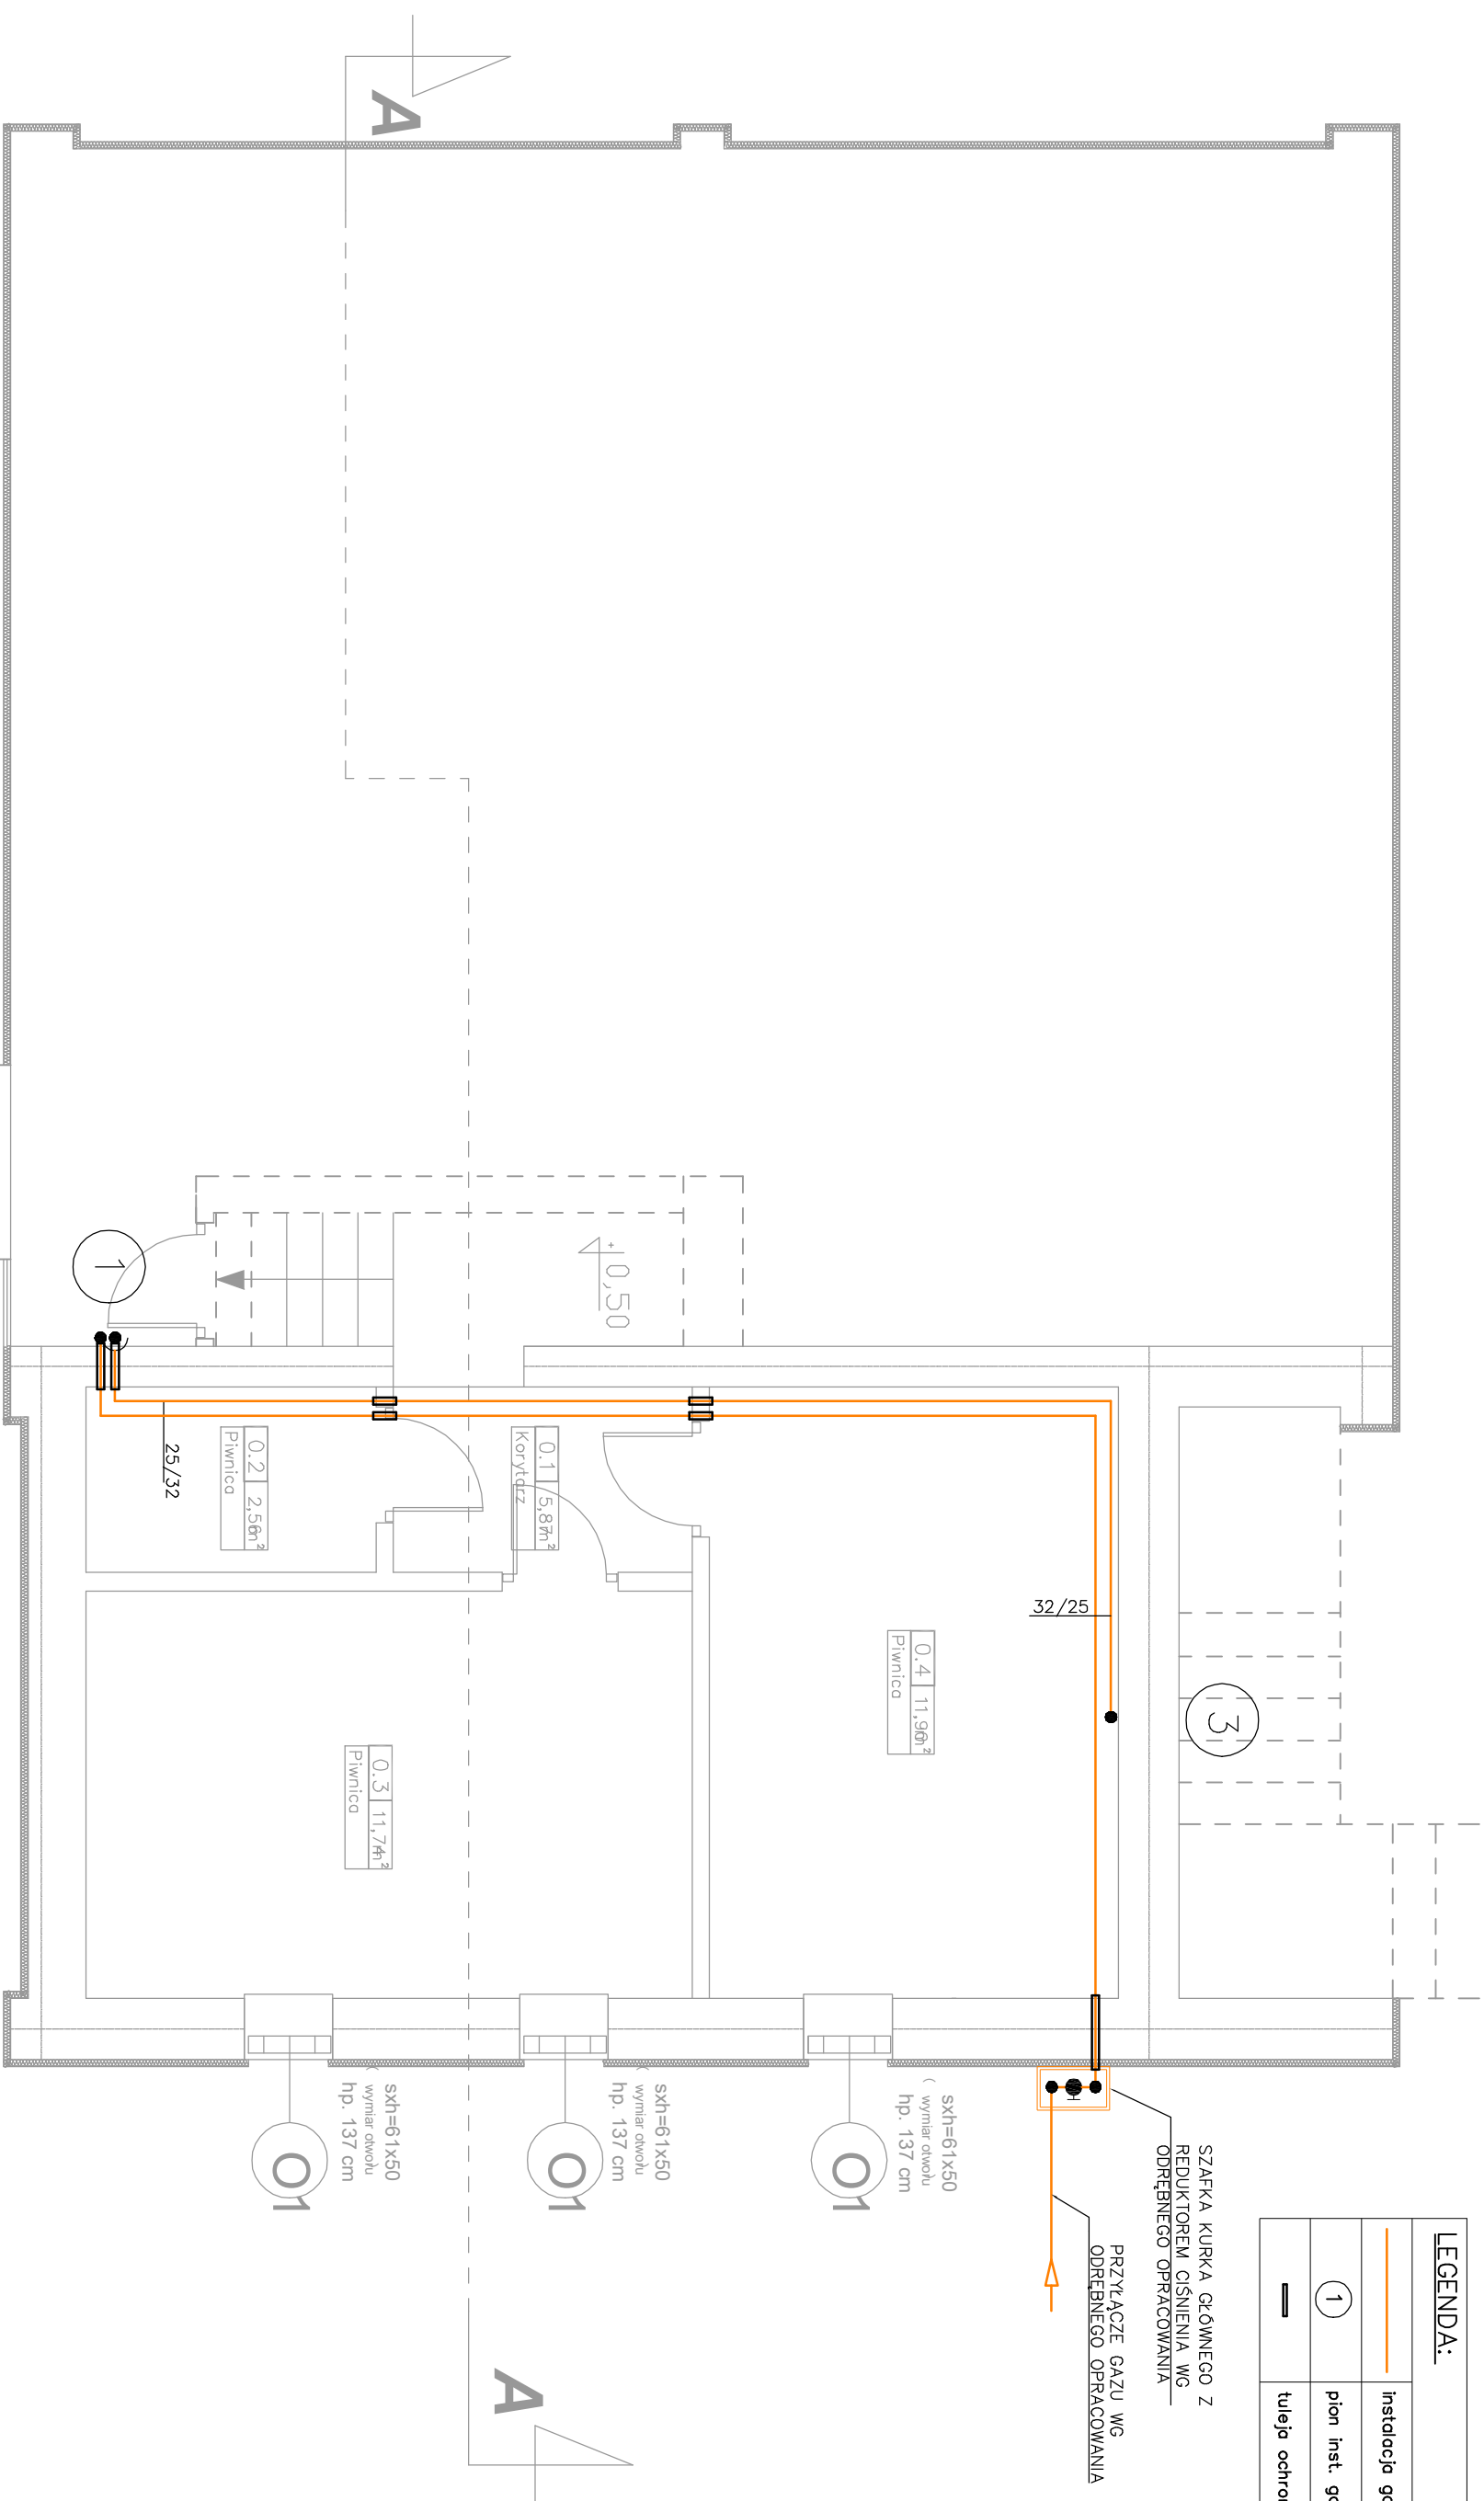 LEGENDA:
instalacja
1
pion inst.
tuleja
SZAFKA KURKA GŁÓWNEGO Z
REDUKTOREM CIŚNIENIA WG
ODRĘBNEGO OPRACOWANIA
PRZYŁĄCZE GAZU WG
ODRĘBNEGO OPRACOWANIA
3
32/25
0.4 11,90m²
Piwnica
sxh=61x50
( wymiar otworu)
hp. 137 cm
O1
+0,50
0.1 5,87m²
Korytarz
sxh=61x50
( wymiar otworu)
hp. 137 cm
O1
A
A
0.3 11,74m²
Piwnica
sxh=61x50
( wymiar otworu)
hp. 137 cm
O1
0.2 2,56m²
Piwnica
25/32
1